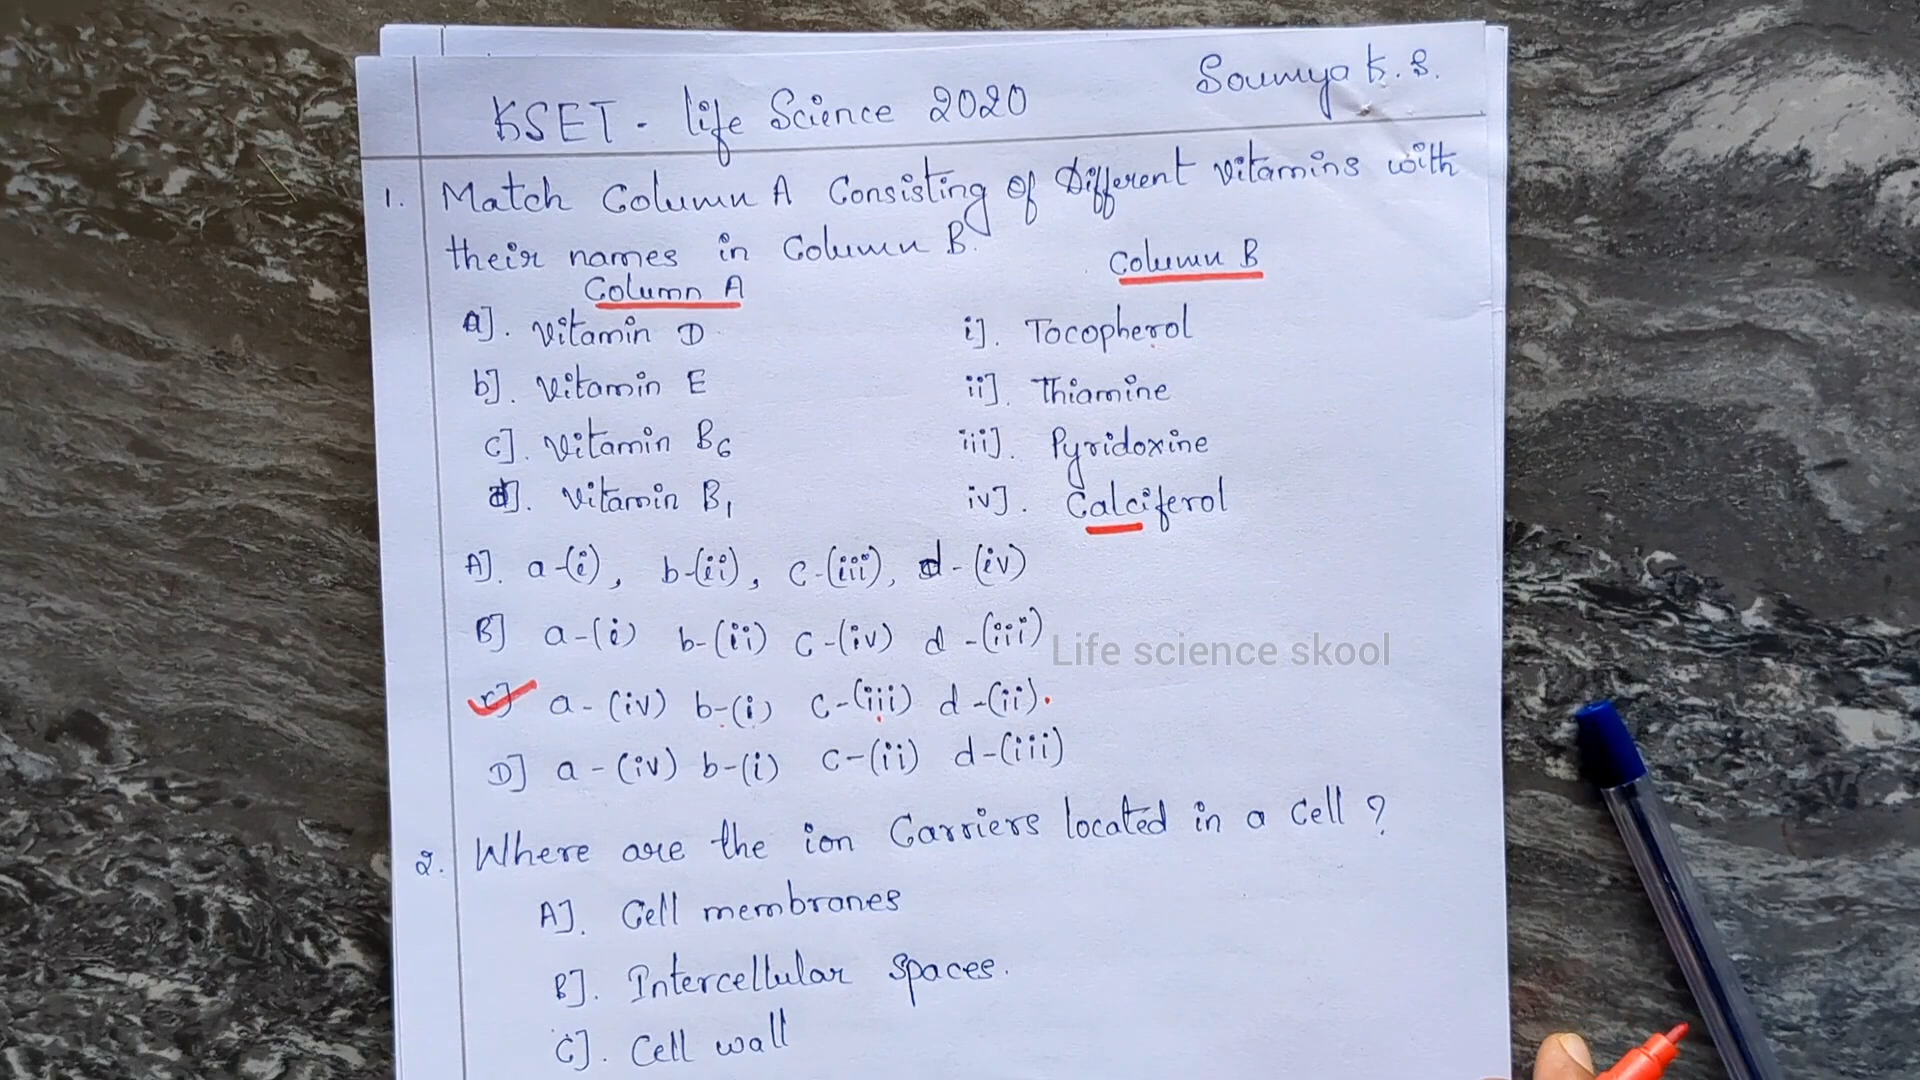 KSET - life Science 2020
Soumya K.S.
1. Match Column A Consisting of Different Vitamins with
their names in Column B.
Column A
Column B
a]. Vitamin D
i]. Tocopherol
b]. Vitamin E
ii]. Thiamine
c]. Vitamin B6
iii]. Pyridoxine
d]. Vitamin B1
iv]. Calciferol
A]. a-(i), b-(ii), c-(iii), d-(iv)
B] a-(i) b-(ii) c-(iv) d-(iii)
Life science skool
C] a-(iv) b-(i) c-(iii) d-(ii).
D] a-(iv) b-(i) c-(ii) d-(iii)
2. Where are the ion Carriers located in a Cell ?
A]. Cell membranes
B]. Intercellular Spaces.
C]. Cell wall